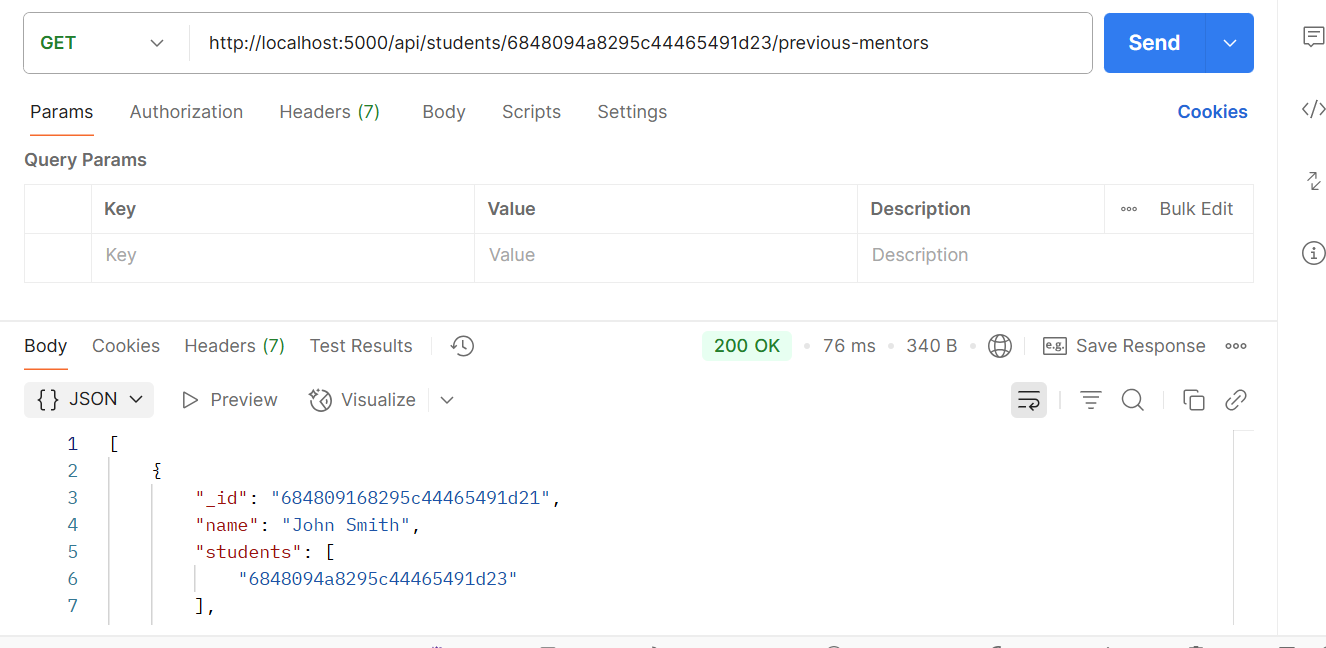 GET http://localhost:5000/api/students/6848094a8295c44465491d23/previous-mentors Send
Params Authorization Headers (7) Body Scripts Settings Cookies
Query Params
Key Value Description Bulk Edit
Key Value Description
Body Cookies Headers (7) Test Results 200 OK • 76 ms • 340 B • e.g. Save Response
{} JSON Preview Visualize
1 [
2 {
3 "_id": "684809168295c44465491d21",
4 "name": "John Smith",
5 "students": [
6 "6848094a8295c44465491d23"
7 ],